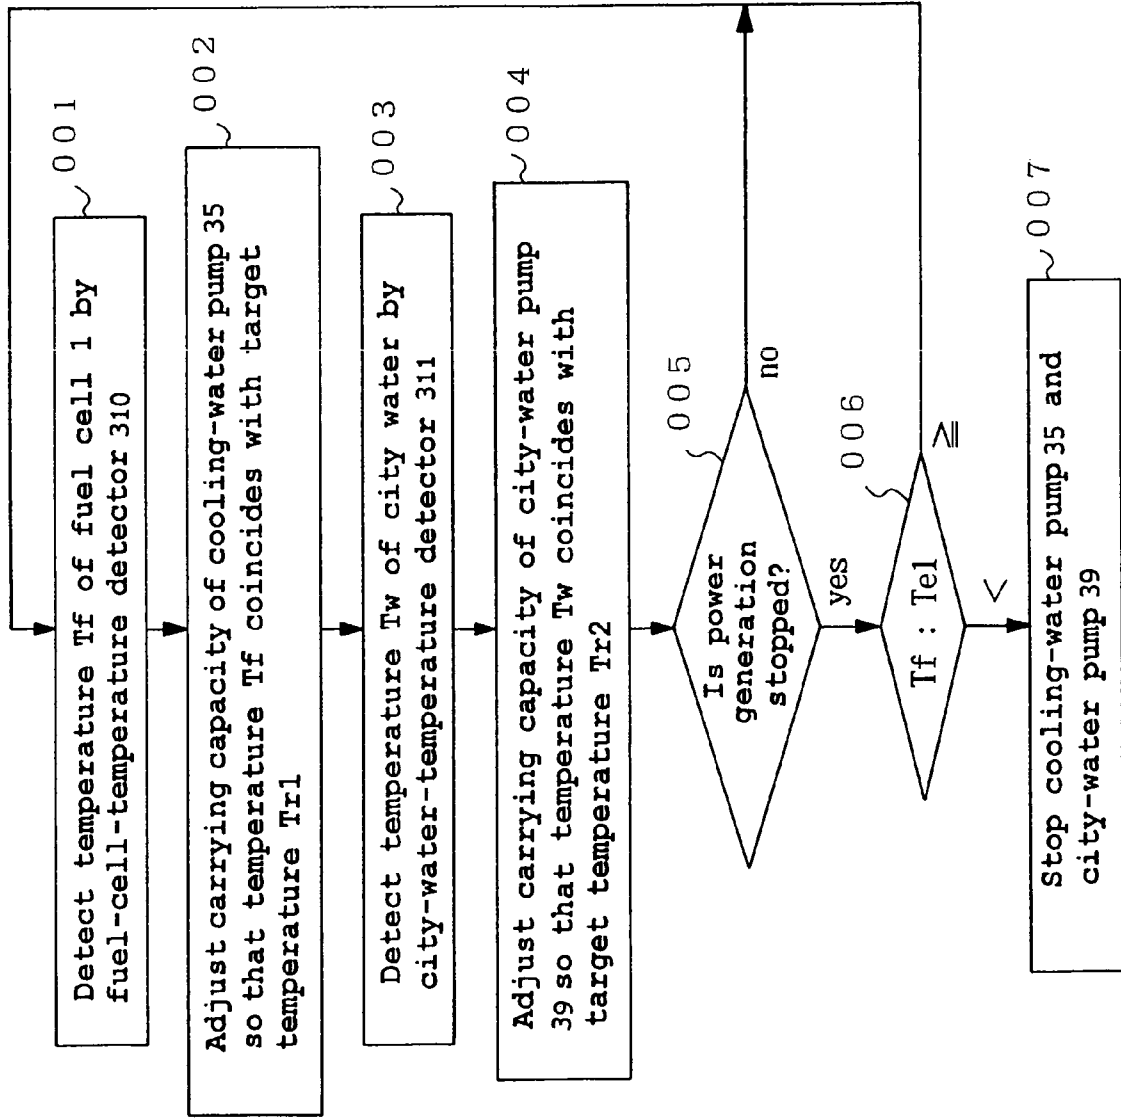 001
Detect temperature Tf of fuel cell 1 by
fuel-cell-temperature detector 310
002
Adjust carrying capacity of cooling-water pump 35
so that temperature Tf coincides with target
temperature Tr1
003
Detect temperature Tw of city water by
city-water-temperature detector 311
004
Adjust carrying capacity of city-water pump
39 so that temperature Tw coincides with
target temperature Tr2
005
Is power
generation
stopped?
no
yes
006
Tf : Te1
≧
<
007
Stop cooling-water pump 35 and
city-water pump 39